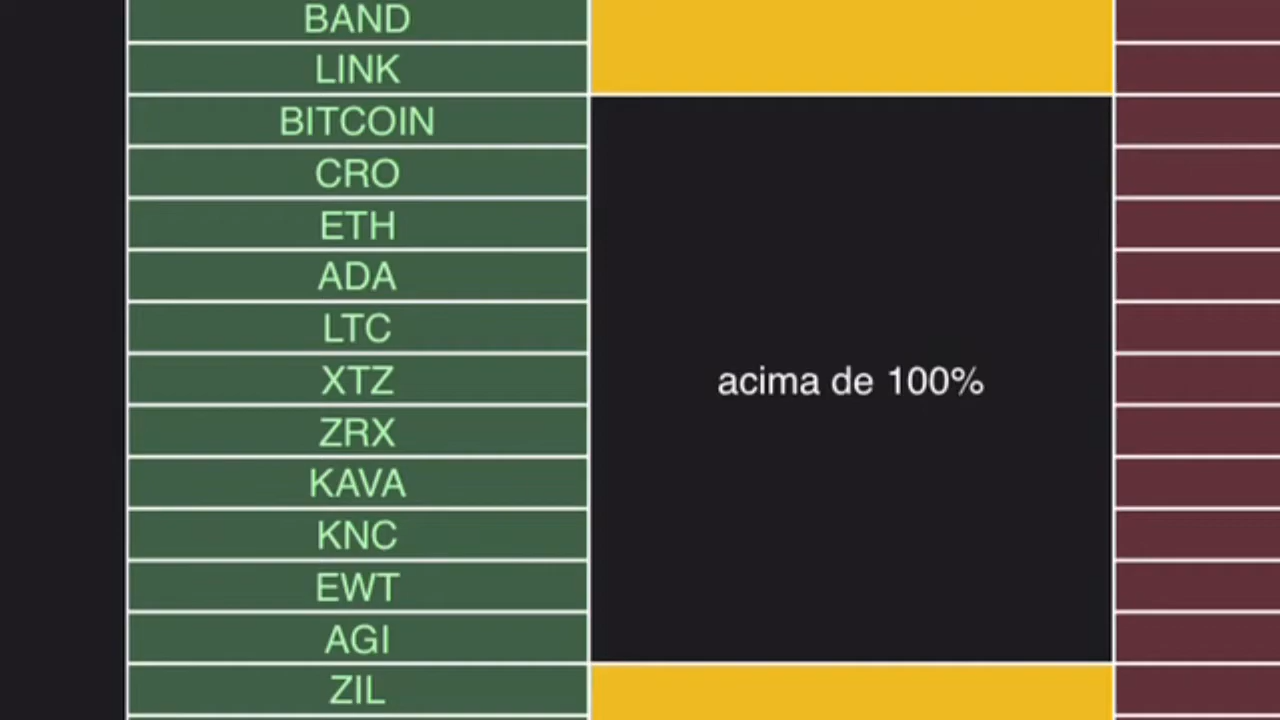 BAND
LINK
BITCOIN
CRO
ETH
ADA
LTC
XTZ
acima de 100%
ZRX
KAVA
KNC
EWT
AGI
ZIL